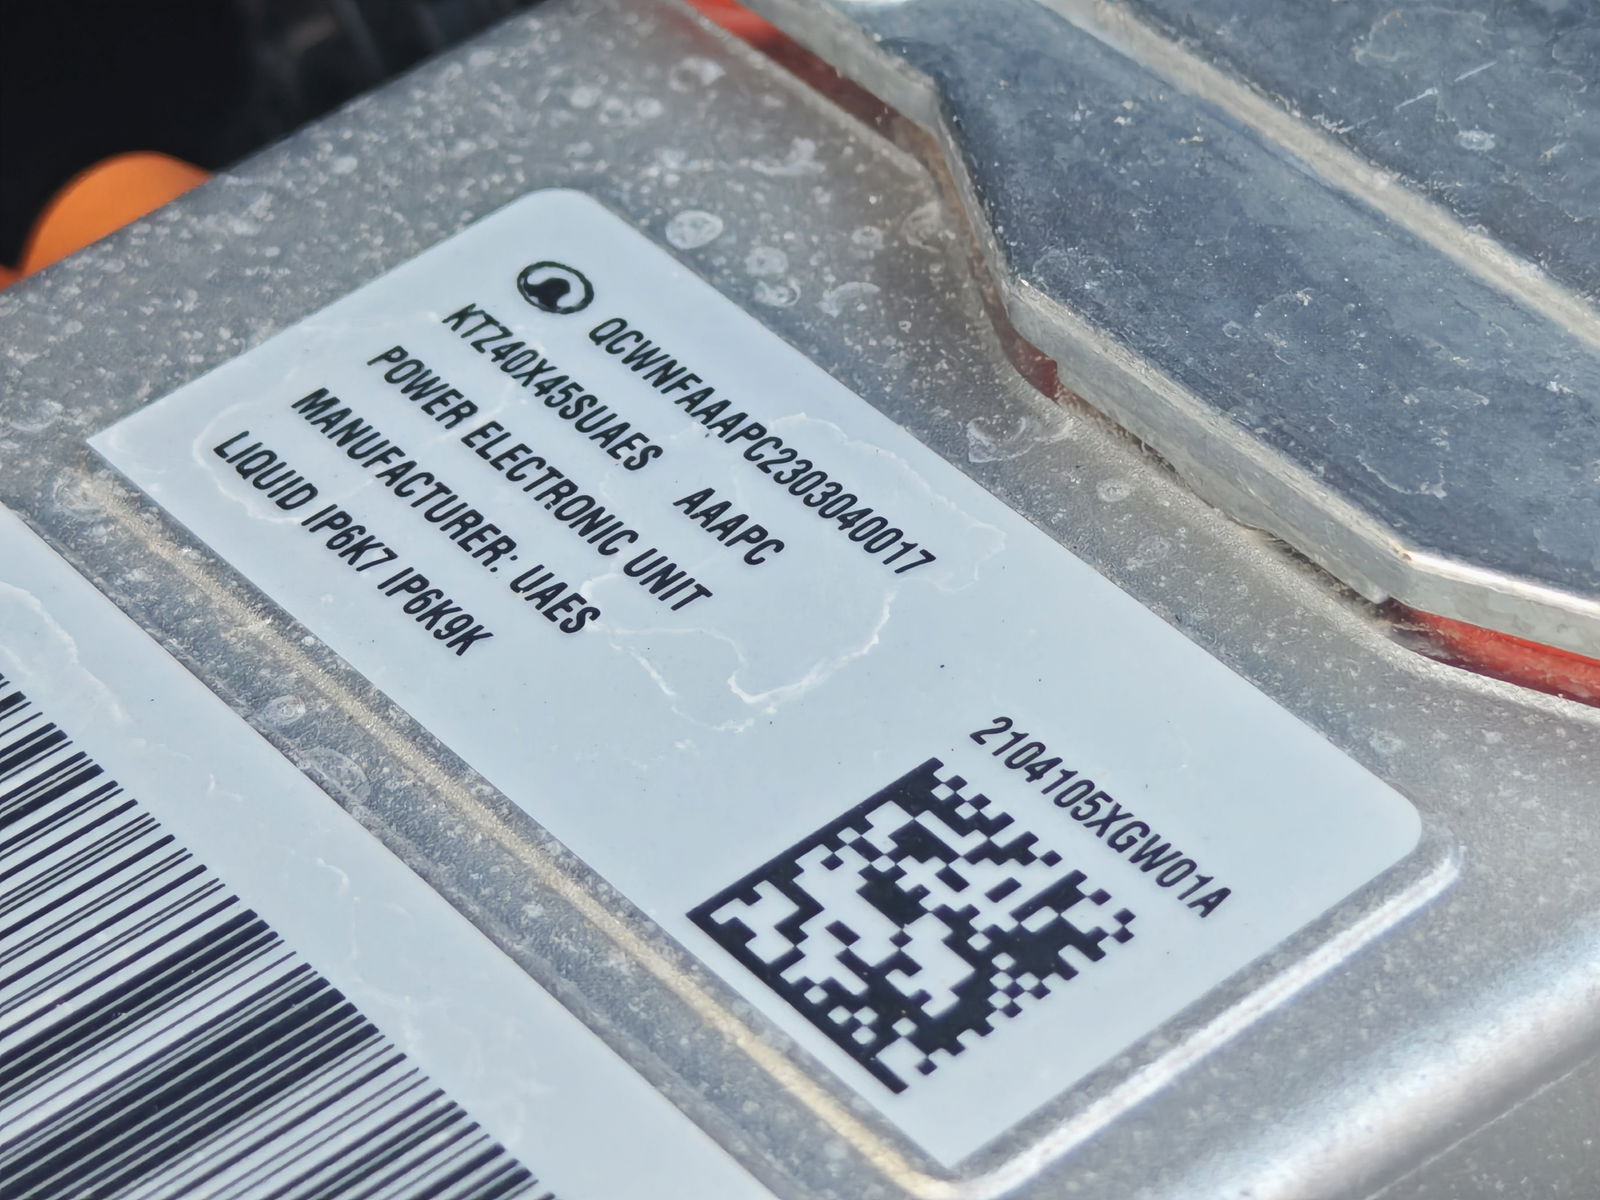 QCWNFAAAPC2303040017
KTZ40X45SUAES AAAPC
POWER ELECTRONIC UNIT
MANUFACTURER: UAES
LIQUID IP6K7 IP6K9K
2104105XGW01A